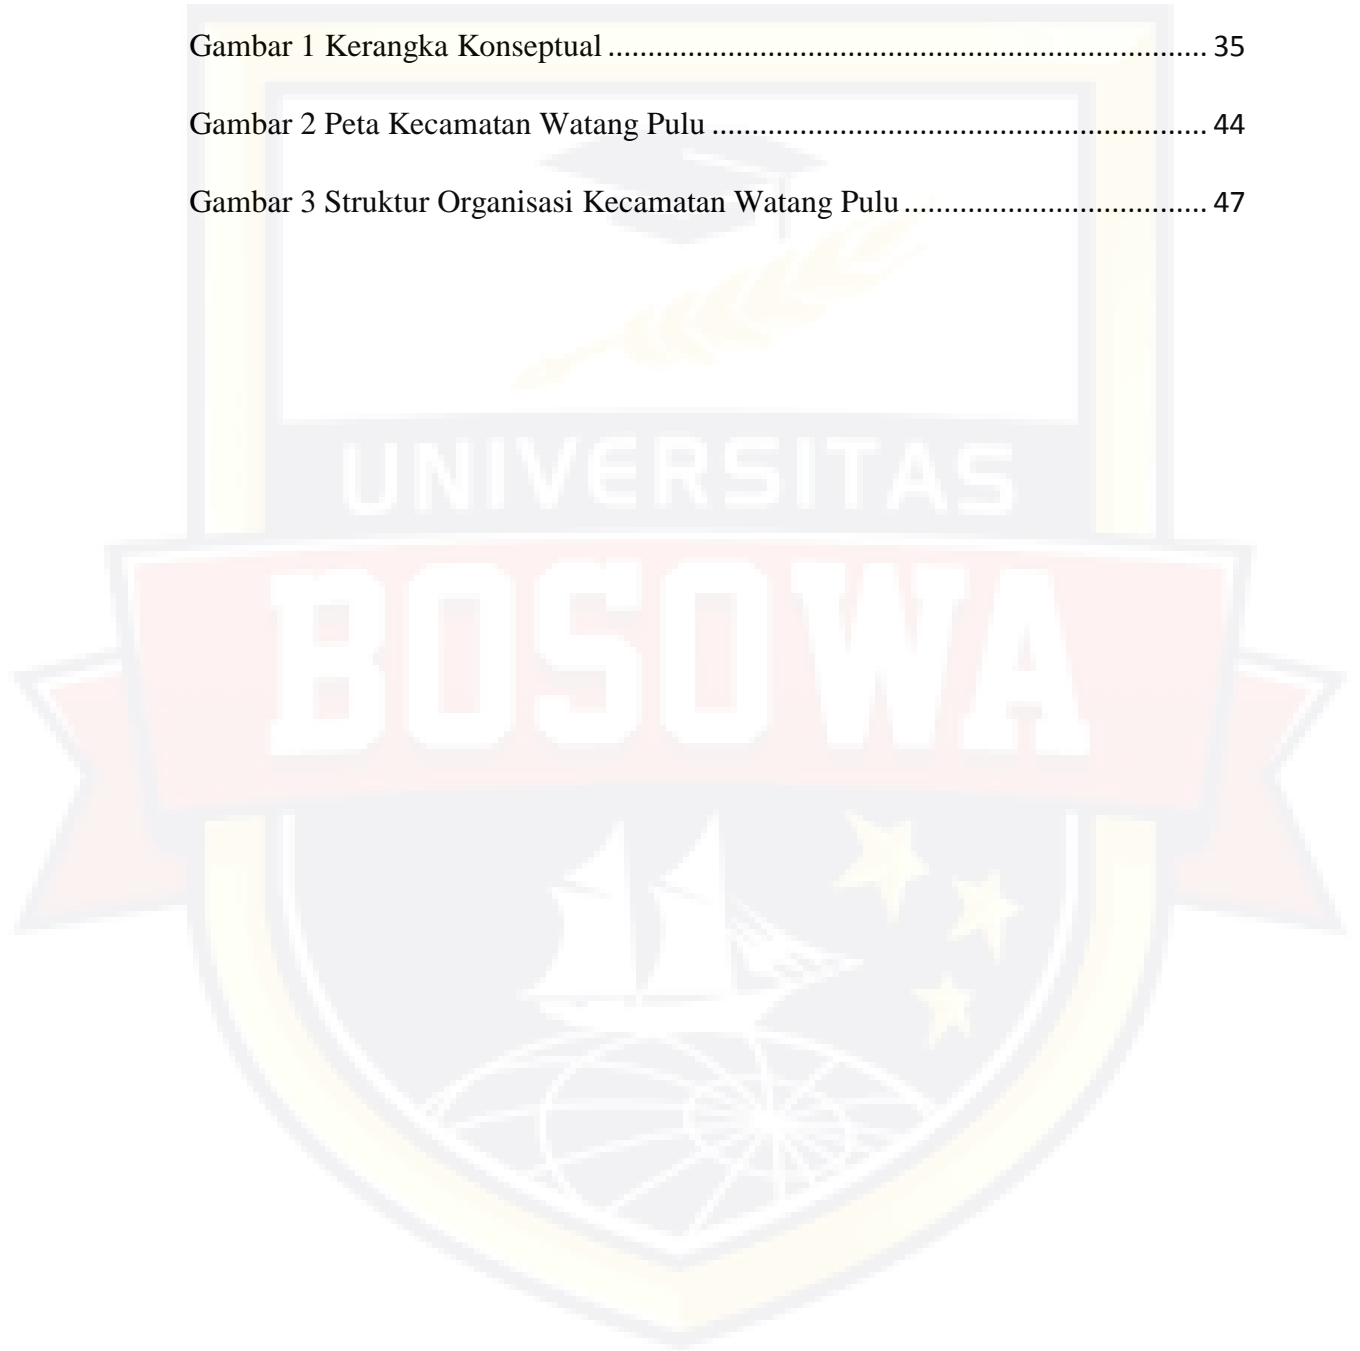 Gambar 1 Kerangka Konseptual ........................................................................... 35
Gambar 2 Peta Kecamatan Watang Pulu .............................................................. 44
Gambar 3 Struktur Organisasi Kecamatan Watang Pulu ...................................... 47
UNIVERSITAS
BOSOWA